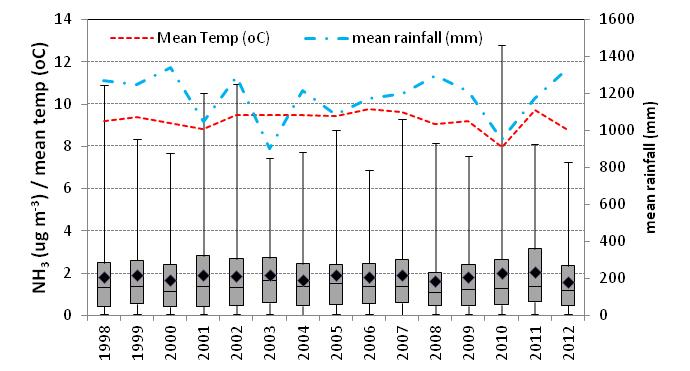 14 1600
Mean Temp (oC) mean rainfall (mm)
12 1400
10 1200
8 1000
6 800
4 600
2 400
0 200
0
NH3 (ug m-3) / mean temp (oC)
mean rainfall (mm)
1998 1999 2000 2001 2002 2003 2004 2005 2006 2007 2008 2009 2010 2011 2012